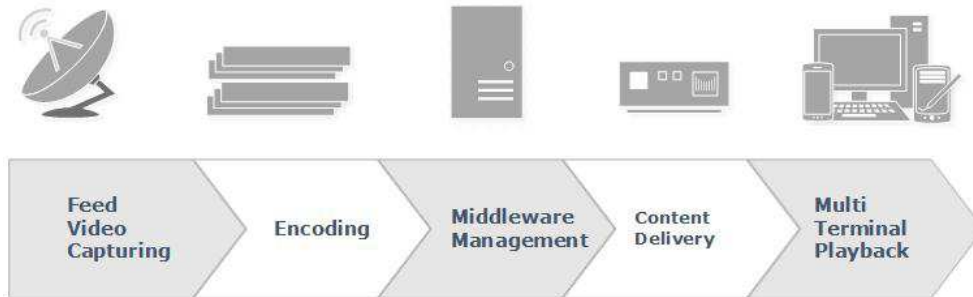 Feed
Video
Capturing
Encoding
Middleware
Management
Content
Delivery
Multi
Terminal
Playback